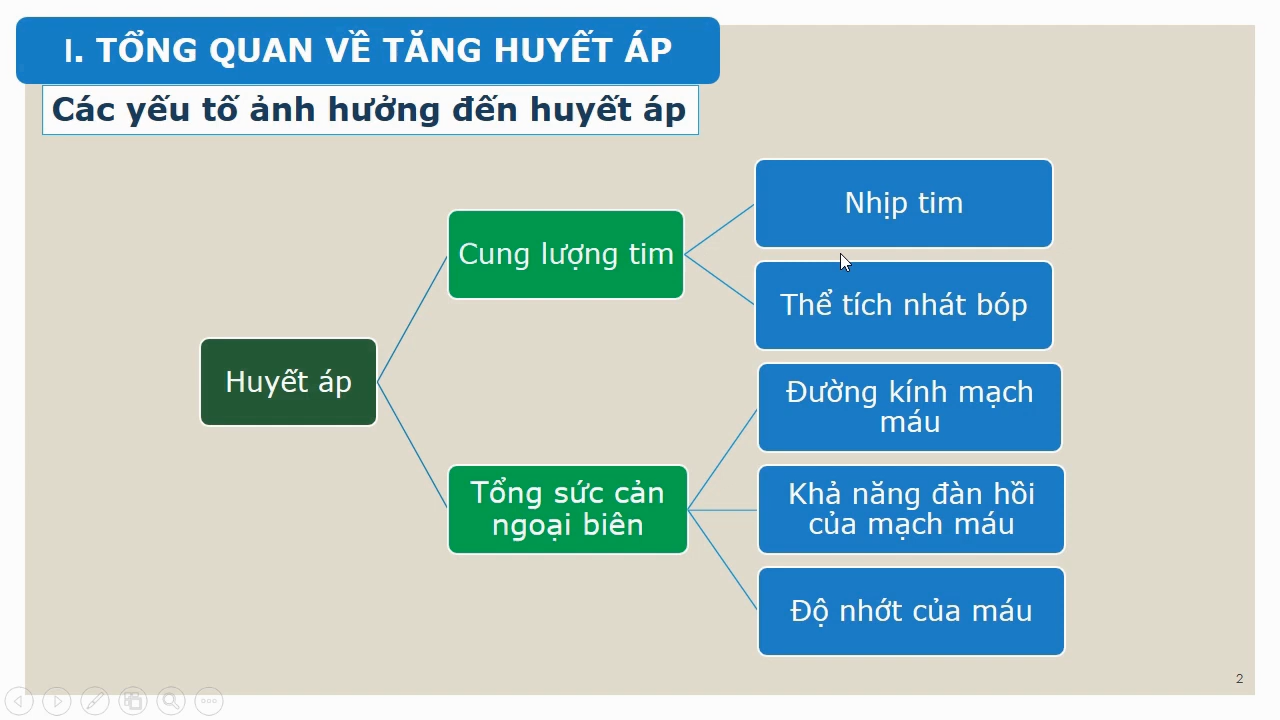 I. TỔNG QUAN VỀ TĂNG HUYẾT ÁP
Các yếu tố ảnh hưởng đến huyết áp
Huyết áp
Cung lượng tim
Nhịp tim
Thể tích nhát bóp
Tổng sức cản
ngoại biên
Đường kính mạch
máu
Khả năng đàn hồi
của mạch máu
Độ nhớt của máu
2